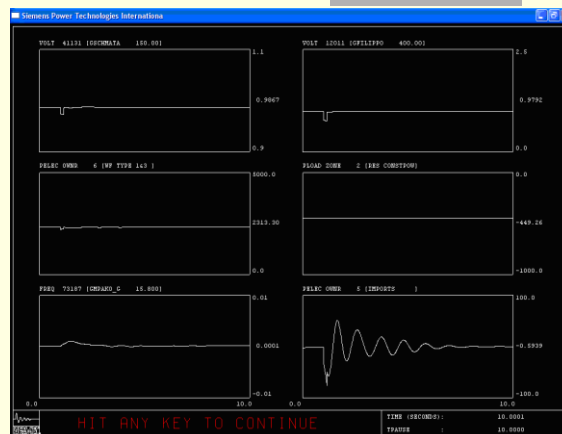 Siemens Power Technologies Internationa
VOLT 41131 [GSCHMATA 150.00]
1.1
0.9867
0.9
VOLT 12011 [GFILIPPO 400.00]
2.5
0.9792
0.0
PELEC OWNR 6 [WF TYPE 1&3 ]
5000.0
2313.30
0.0
PLOAD ZONE 2 [RES CONSTPOW]
0.0
-449.26
-1000.0
FREQ 73187 [GMPAKO_G 15.800]
0.01
0.0001
-0.01
PELEC OWNR 5 [IMPORTS ]
100.0
-0.5939
-100.0
0.0 10.0
0.0 10.0
HIT ANY KEY TO CONTINUE
TIME (SECONDS): 10.0001
TPAUSE : 10.0000